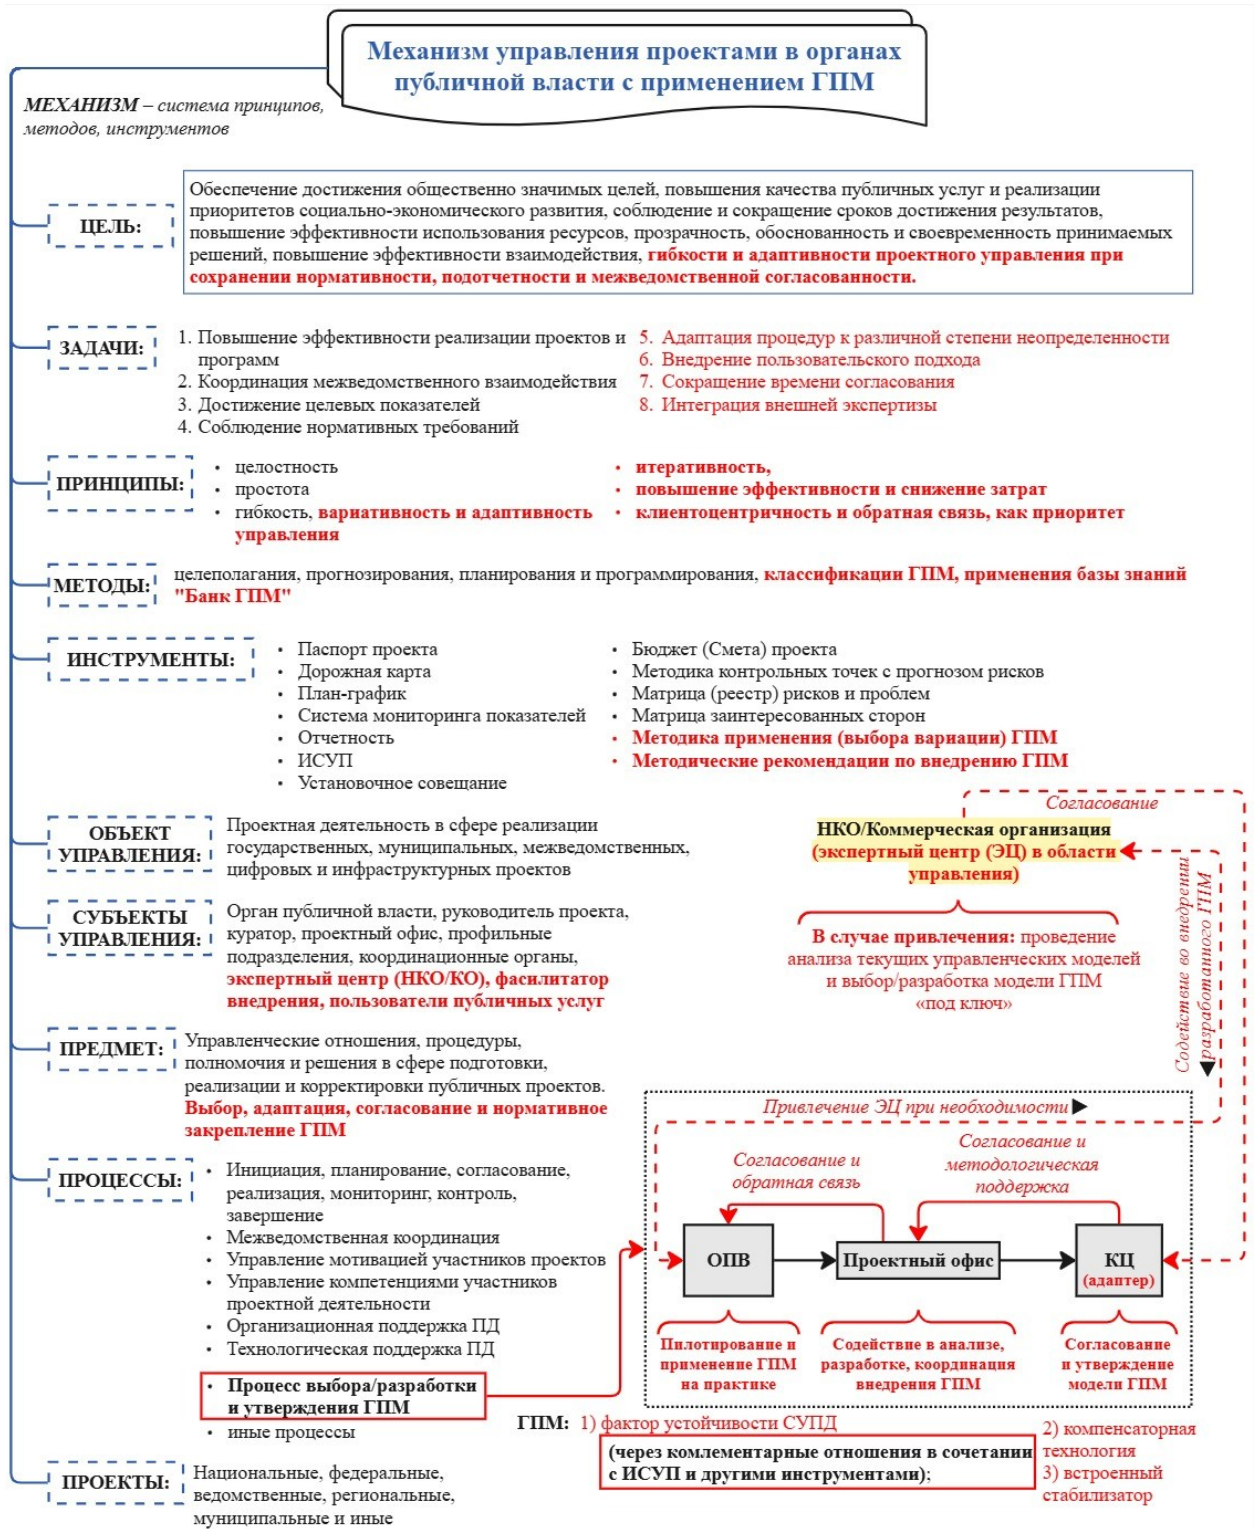 Механизм управления проектами в органах
публичной власти с применением ГПМ
МЕХАНИЗМ – система принципов,
методов, инструментов
ЦЕЛЬ:
Обеспечение достижения общественно значимых целей, повышения качества публичных услуг и реализации
приоритетов социально-экономического развития, соблюдение и сокращение сроков достижения результатов,
повышение эффективности использования ресурсов, прозрачность, обоснованность и своевременность принимаемых
решений, повышение эффективности взаимодействия, гибкости и адаптивности проектного управления при
сохранении нормативности, подотчетности и межведомственной согласованности.
ЗАДАЧИ:
1. Повышение эффективности реализации проектов и
программ
2. Координация межведомственного взаимодействия
3. Достижение целевых показателей
4. Соблюдение нормативных требований
5. Адаптация процедур к различной степени неопределенности
6. Внедрение пользовательского подхода
7. Сокращение времени согласования
8. Интеграция внешней экспертизы
ПРИНЦИПЫ:
• целостность
• простота
• гибкость, вариативность и адаптивность
управления
• итеративность,
• повышение эффективности и снижение затрат
• клиентоцентричность и обратная связь, как приоритет
МЕТОДЫ:
целеполагания, прогнозирования, планирования и программирования, классификации ГПМ, применения базы знаний
"Банк ГПМ"
ИНСТРУМЕНТЫ:
• Паспорт проекта
• Дорожная карта
• План-график
• Система мониторинга показателей
• Отчетность
• ИСУП
• Установочное совещание
• Бюджет (Смета) проекта
• Методика контрольных точек с прогнозом рисков
• Матрица (реестр) рисков и проблем
• Матрица заинтересованных сторон
• Методика применения (выбора вариации) ГПМ
• Методические рекомендации по внедрению ГПМ
ОБЪЕКТ
УПРАВЛЕНИЯ:
Проектная деятельность в сфере реализации
государственных, муниципальных, межведомственных,
цифровых и инфраструктурных проектов
СУБЪЕКТЫ
УПРАВЛЕНИЯ:
Орган публичной власти, руководитель проекта,
куратор, проектный офис, профильные
подразделения, координационные органы,
экспертный центр (НКО/КО), фасилитатор
внедрения, пользователи публичных услуг
ПРЕДМЕТ:
Управленческие отношения, процедуры,
полномочия и решения в сфере подготовки,
реализации и корректировки публичных проектов.
Выбор, адаптация, согласование и нормативное
закрепление ГПМ
ПРОЦЕССЫ:
• Инициация, планирование, согласование,
реализация, мониторинг, контроль,
завершение
• Межведомственная координация
• Управление мотивацией участников проектов
• Управление компетенциями участников
проектной деятельности
• Организационная поддержка ПД
• Технологическая поддержка ПД
• Процесс выбора/разработки
и утверждения ГПМ
• иные процессы
ПРОЕКТЫ:
Национальные, федеральные,
ведомственные, региональные,
муниципальные и иные
Согласование
НКО/Коммерческая организация
(экспертный центр (ЭЦ) в области
управления)
В случае привлечения: проведение
анализа текущих управленческих моделей
и выбор/разработка модели ГПМ
«под ключ»
Содействие во внедрении
разработанного ГПМ
Привлечение ЭЦ при необходимости
Согласование и
обратная связь
Согласование и
методологическая
поддержка
ОПВ
Проектный офис
КЦ
(адаптер)
Пилотирование и
применение ГПМ
на практике
Содействие в анализе,
разработке, координация
внедрения ГПМ
Согласование
и утверждение
модели ГПМ
ГПМ: 1) фактор устойчивости СУПД
(через комлементарные отношения в сочетании
с ИСУП и другими инструментами);
2) компенсаторная
технология
3) встроенный
стабилизатор